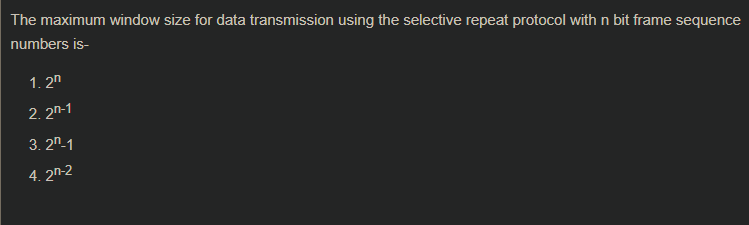 The maximum window size for data transmission using the selective repeat protocol with n bit frame sequence
numbers is-
1. 2ⁿ
2. 2ⁿ⁻¹
3. 2ⁿ-1
4. 2ⁿ⁻²